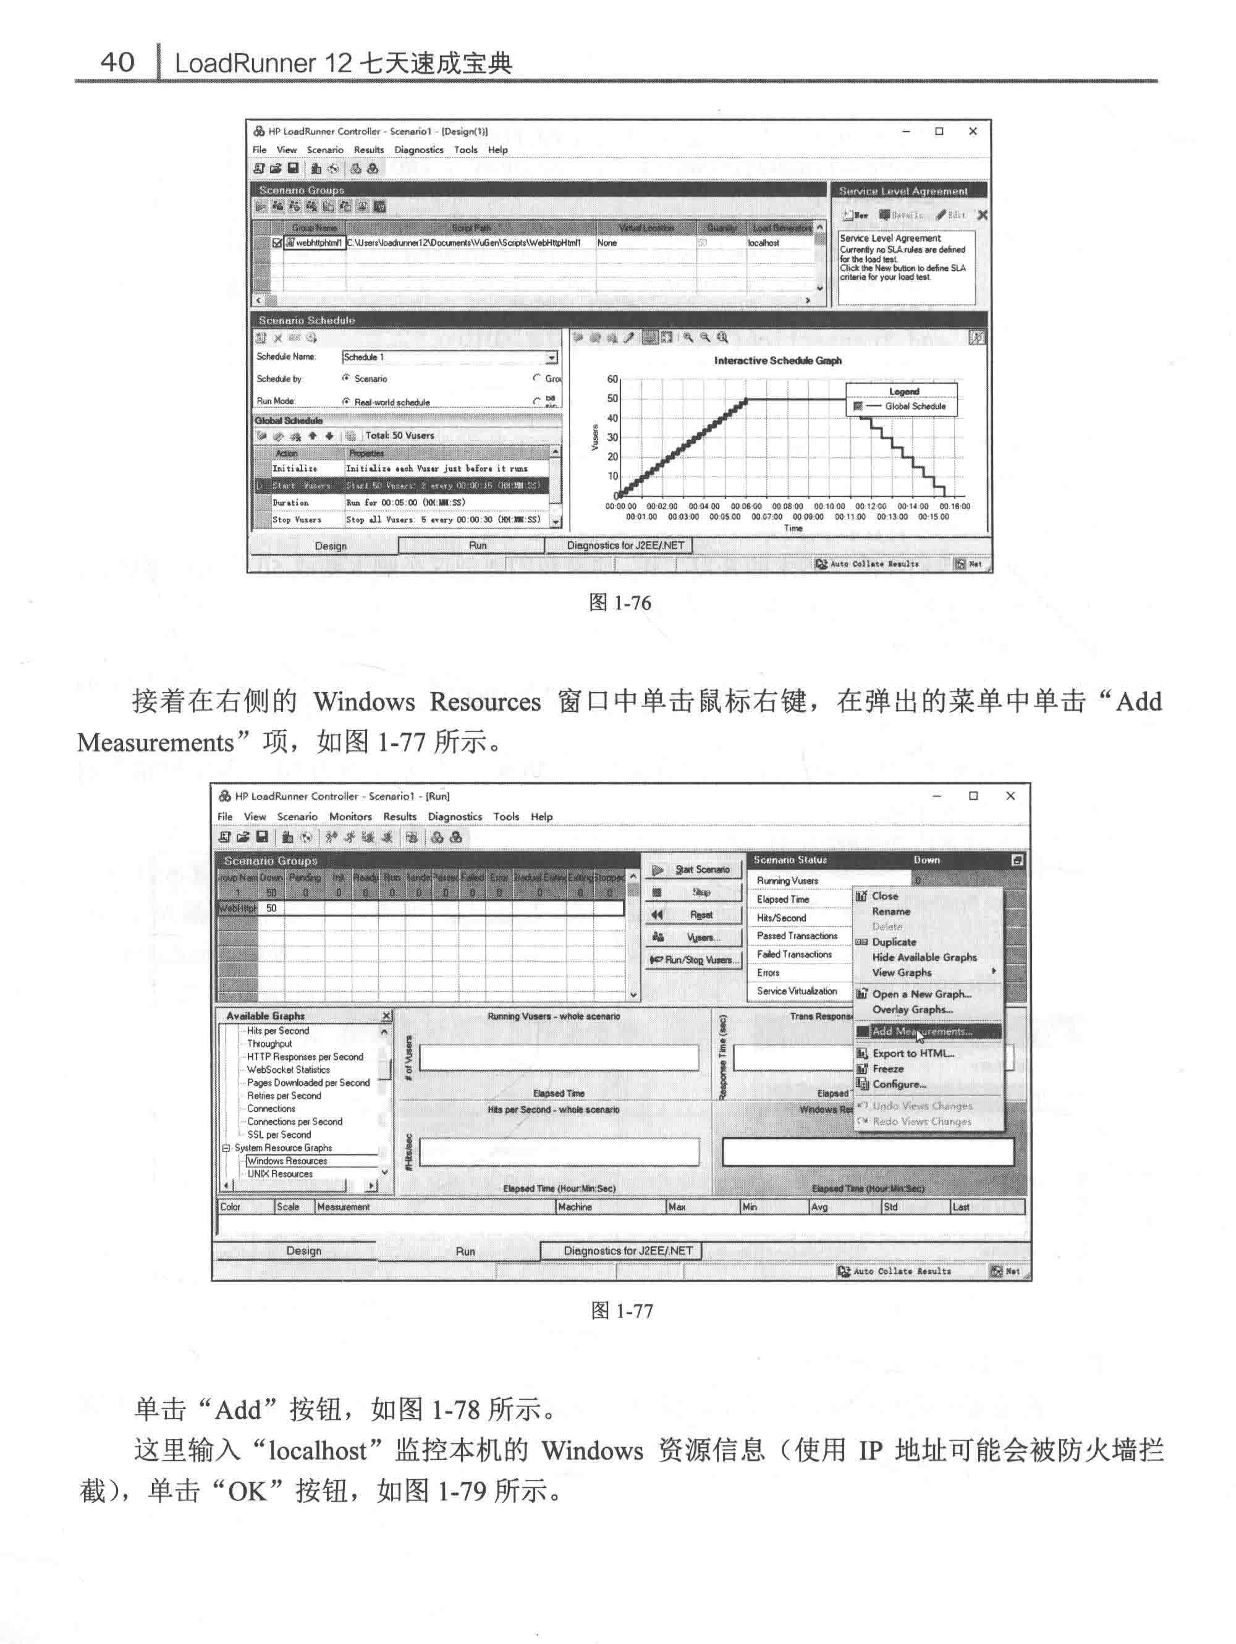 40 LoadRunner 12 七天速成宝典
HP LoadRunner Controller - Scenario1 - [Design(1)]
File View Scenario Results Diagnostics Tools Help
Scenario Groups
Service Level Agreement
New Details Edit
Group Name Script Path Virtual Location Quantity Load Generators
webhttphtml1 C:\Users\loadrunner12\Documents\VuGen\Scripts\WebHttpHtml1 None 50 localhost
Service Level Agreement
Currently no SLA rules are defined
for the load test.
Click the New button to define SLA
criteria for your load test.
Scenario Schedule
Schedule Name: Schedule 1
Schedule by Scenario
Run Mode: Real-world schedule
Global Schedule
Total: 50 Vusers
Action Properties
Initialize Initialize each Vuser just before it runs
Start Vusers Start 50 Vusers: 2 every 00:00:15 (HH:MM:SS)
Duration Run for 00:05:00 (HH:MM:SS)
Stop Vusers Stop all Vusers: 5 every 00:00:30 (HH:MM:SS)
Interactive Schedule Graph
Legend
Global Schedule
Vusers
60
50
40
30
20
10
0
00:00:00 00:02:00 00:04:00 00:06:00 00:08:00 00:10:00 00:12:00 00:14:00 00:16:00
00:01:00 00:03:00 00:05:00 00:07:00 00:09:00 00:11:00 00:13:00 00:15:00
Time
Design Run Diagnostics for J2EE/.NET
Auto Collate Results Net
图 1-76
接着在右侧的 Windows Resources 窗口中单击鼠标右键，在弹出的菜单中单击“Add
Measurements”项，如图 1-77 所示。
HP LoadRunner Controller - Scenario1 - [Run]
File View Scenario Monitors Results Diagnostics Tools Help
Scenario Groups
Down Pending Init Ready Run Passed Failed Error Gradual Exiting Exiting Stopped
1 50 0 0 0 0 0 0 0 0 0 0 0
WebHttpH 50
Start Scenario
Stop
Reset
Vusers...
Run/Stop Vusers...
Scenario Status Down
Running Vusers 0
Elapsed Time
Hits/Second
Passed Transactions
Failed Transactions
Errors
Service Virtualization
Close
Rename
Delete
Duplicate
Hide Available Graphs
View Graphs
Open a New Graph...
Overlay Graphs...
Add Measurements...
Export to HTML...
Freeze
Configure...
Undo Views Changes
Redo Views Changes
Available Graphs
Hits per Second
Throughput
HTTP Responses per Second
WebSocket Statistics
Pages Downloaded per Second
Retries per Second
Connections
Connections per Second
SSL per Second
System Resource Graphs
Windows Resources
UNIX Resources
Running Vusers - whole scenario
# of Vusers
Elapsed Time
Trans Respons
Response Time (sec)
Elapsed
Hits per Second - whole scenario
#Hits/sec
Elapsed Time (Hour:Min:Sec)
Windows Res
Elapsed Time (Hour:Min:Sec)
Color Scale Measurement Machine Max Min Avg Std Last
Design Run Diagnostics for J2EE/.NET
Auto Collate Results Net
图 1-77
单击“Add”按钮，如图 1-78 所示。
这里输入“localhost”监控本机的 Windows 资源信息（使用 IP 地址可能会被防火墙拦
截），单击“OK”按钮，如图 1-79 所示。